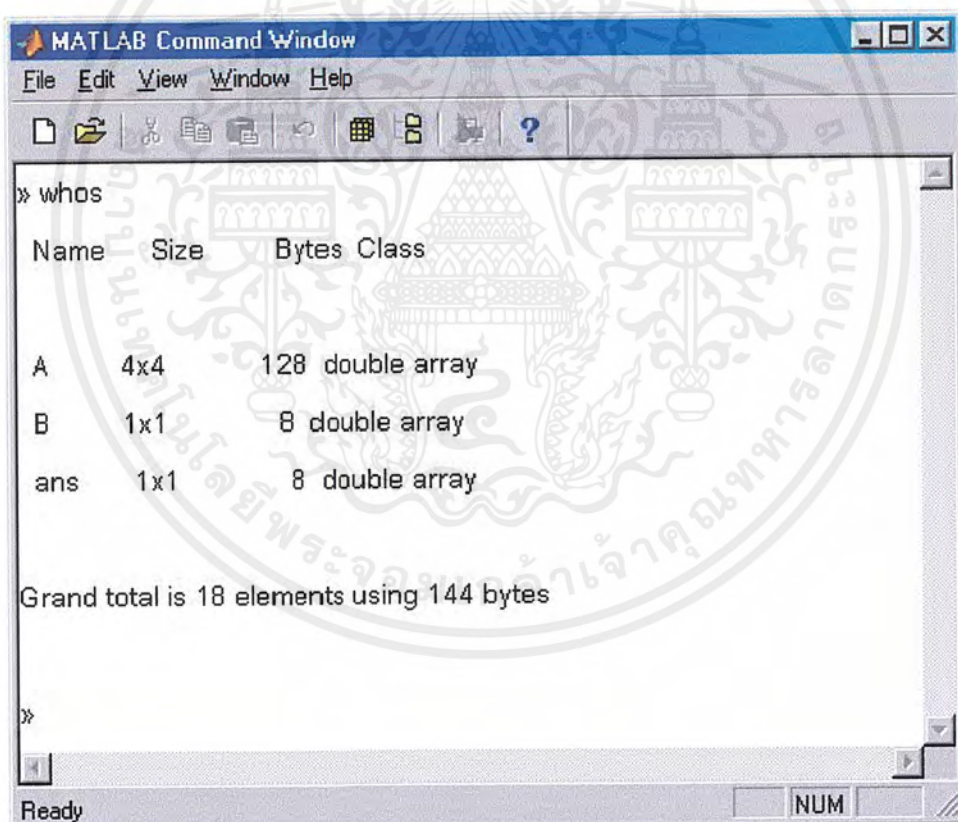 MATLAB Command Window
File Edit View Window Help
» whos
Name Size Bytes Class
A 4x4 128 double array
B 1x1 8 double array
ans 1x1 8 double array
Grand total is 18 elements using 144 bytes
»
Ready NUM